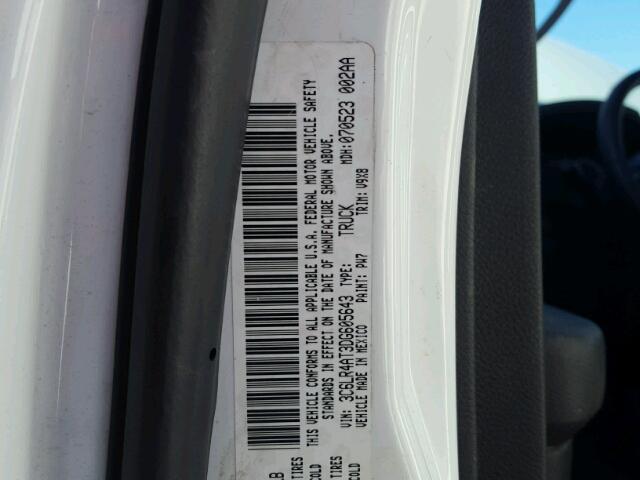 THIS VEHICLE CONFORMS TO ALL APPLICABLE U.S.A. FEDERAL MOTOR VEHICLE SAFETY
STANDARDS IN EFFECT ON THE DATE OF MANUFACTURE SHOWN ABOVE.
VIN: 3C6LR4AT3DG605643 TYPE: TRUCK MDH: 070523 002AA
VEHICLE MADE IN MEXICO PAINT: PW7 TRIM: V9X8
LB
TIRES TIRES
COLD COLD